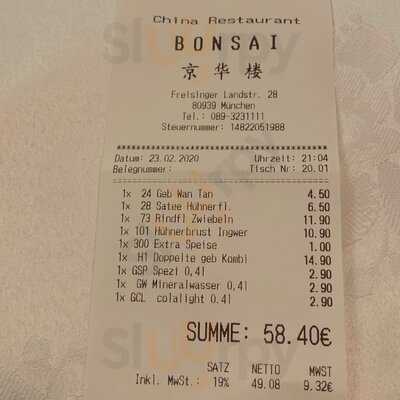 China Restaurant
BONSAI
京华楼
Freisinger Landstr. 28
80939 München
Tel.: 089-3231111
Steuernummer: 14822051988
Datum: 23.02.2020 Uhrzeit: 21:04
Belegnummer: Tisch Nr: 20.01
1x 24 Geb Wan Tan 4.50
1x 28 Satee Hühnerfl. 6.50
1x 73 Rindfl Zwiebeln 11.90
1x 101 Hühnerbrust Ingwer 10.90
1x 300 Extra Speise 1.00
1x H1 Doppelte geb Kombi 14.90
1x GSP Spezi 0,4l 2.90
1x GW Mineralwasser 0,4l 2.90
1x GCL colalight 0.4l 2.90
SUMME: 58.40€
SATZ NETTO MWST
Inkl. MwSt.: 19% 49.08 9.32€